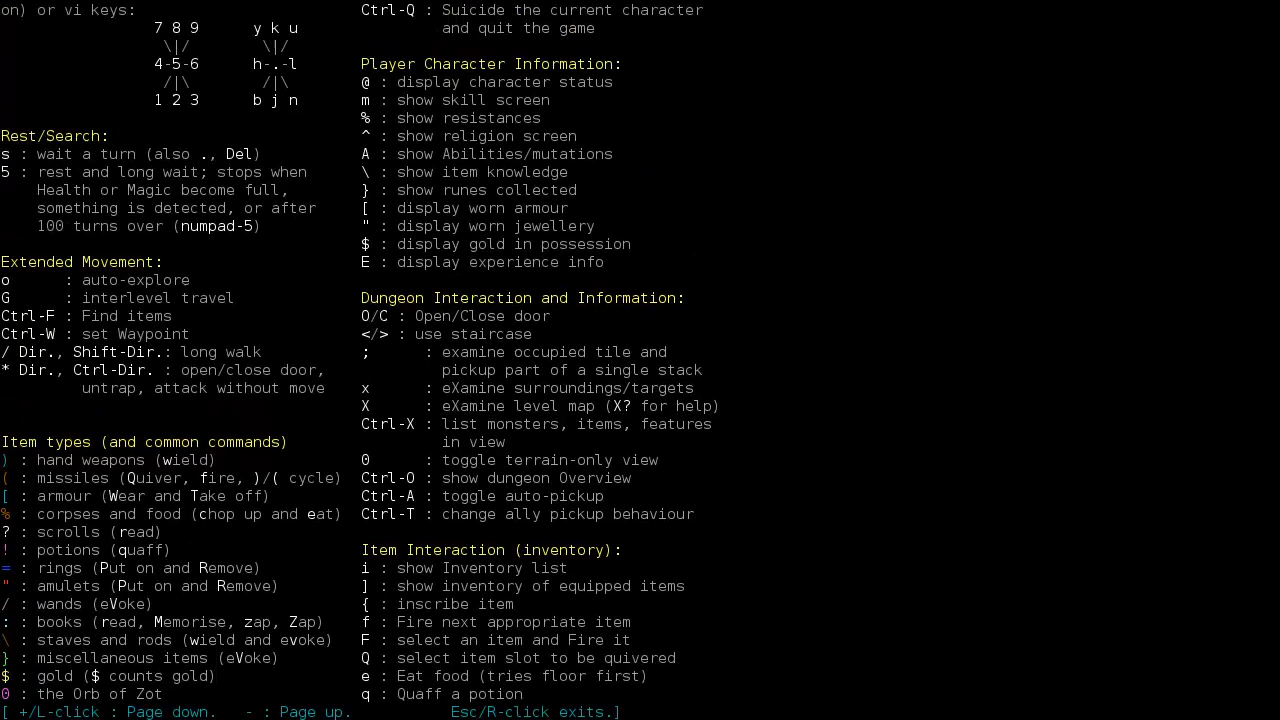 on) or vi keys:
7 8 9 y k u
\|/ \|/
4-5-6 h-.-l
/|\ /|\
1 2 3 b j n
Rest/Search:
s : wait a turn (also ., Del)
5 : rest and long wait; stops when
Health or Magic become full,
something is detected, or after
100 turns over (numpad-5)
Extended Movement:
o : auto-explore
G : interlevel travel
Ctrl-F : Find items
Ctrl-W : set Waypoint
/ Dir., Shift-Dir.: long walk
* Dir., Ctrl-Dir. : open/close door,
untrap, attack without move
Item types (and common commands)
) : hand weapons (wield)
( : missiles (Quiver, fire, )/( cycle)
[ : armour (Wear and Take off)
% : corpses and food (chop up and eat)
? : scrolls (read)
! : potions (quaff)
= : rings (Put on and Remove)
" : amulets (Put on and Remove)
/ : wands (eVoke)
: : books (read, Memorise, zap, Zap)
\ : staves and rods (wield and evoke)
} : miscellaneous items (eVoke)
$ : gold ($ counts gold)
0 : the Orb of Zot
Ctrl-Q : Suicide the current character
and quit the game
Player Character Information:
@ : display character status
m : show skill screen
% : show resistances
^ : show religion screen
A : show Abilities/mutations
\ : show item knowledge
} : show runes collected
[ : display worn armour
" : display worn jewellery
$ : display gold in possession
E : display experience info
Dungeon Interaction and Information:
O/C : Open/Close door
</> : use staircase
; : examine occupied tile and
pickup part of a single stack
x : eXamine surroundings/targets
X : eXamine level map (X? for help)
Ctrl-X : list monsters, items, features
in view
0 : toggle terrain-only view
Ctrl-O : show dungeon Overview
Ctrl-A : toggle auto-pickup
Ctrl-T : change ally pickup behaviour
Item Interaction (inventory):
i : show Inventory list
] : show inventory of equipped items
{ : inscribe item
f : Fire next appropriate item
F : select an item and Fire it
Q : select item slot to be quivered
e : Eat food (tries floor first)
q : Quaff a potion
[ +/L-click : Page down. - : Page up. Esc/R-click exits.]